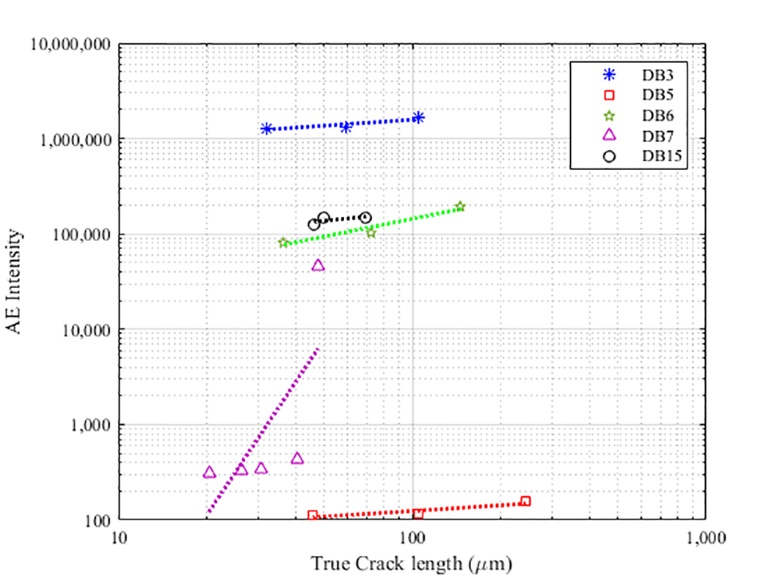 10,000,000
1,000,000
100,000
10,000
1,000
100
AE Intensity
10
100
1,000
True Crack length (μm)
DB3
DB5
DB6
DB7
DB15